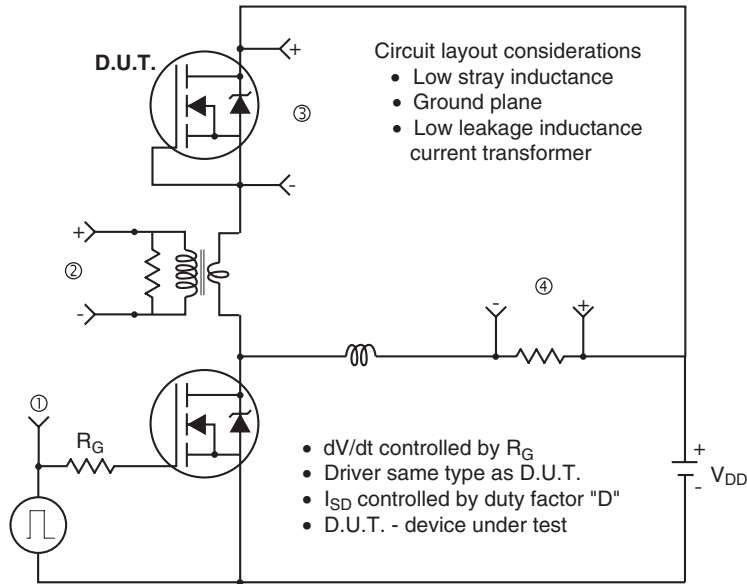 D.U.T.
+
③
-
Circuit layout considerations
• Low stray inductance
• Ground plane
• Low leakage inductance
current transformer
+
②
-
④
-
+
①
R_G
• dV/dt controlled by R_G
• Driver same type as D.U.T.
• I_SD controlled by duty factor "D"
• D.U.T. - device under test
+
-
V_DD